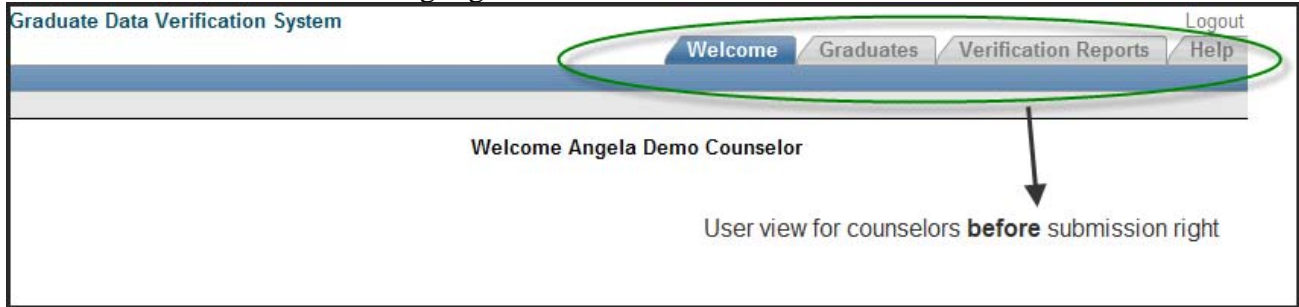 Graduate Data Verification System
Logout
Welcome Graduates Verification Reports Help
Welcome Angela Demo Counselor
User view for counselors before submission right